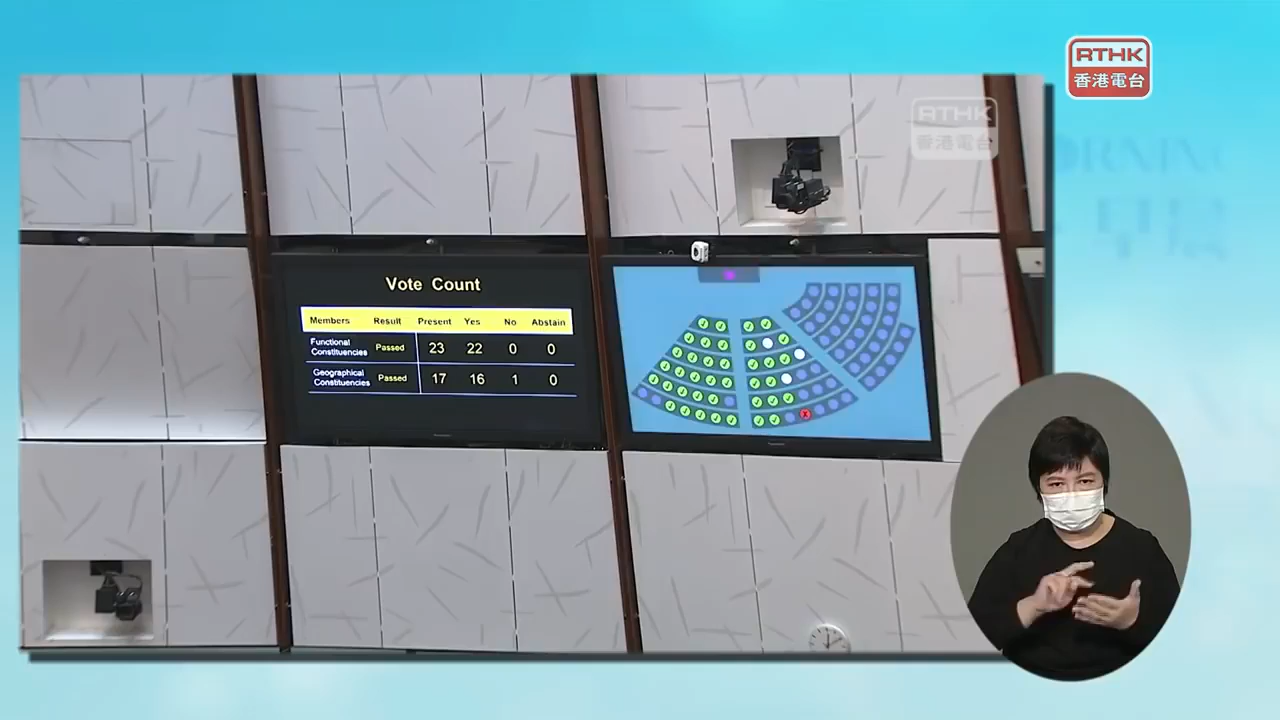 RTHK
香港電台
RTHK
香港電台
Vote Count
Members Result Present Yes No Abstain
Functional Constituencies Passed 23 22 0 0
Geographical Constituencies Passed 17 16 1 0